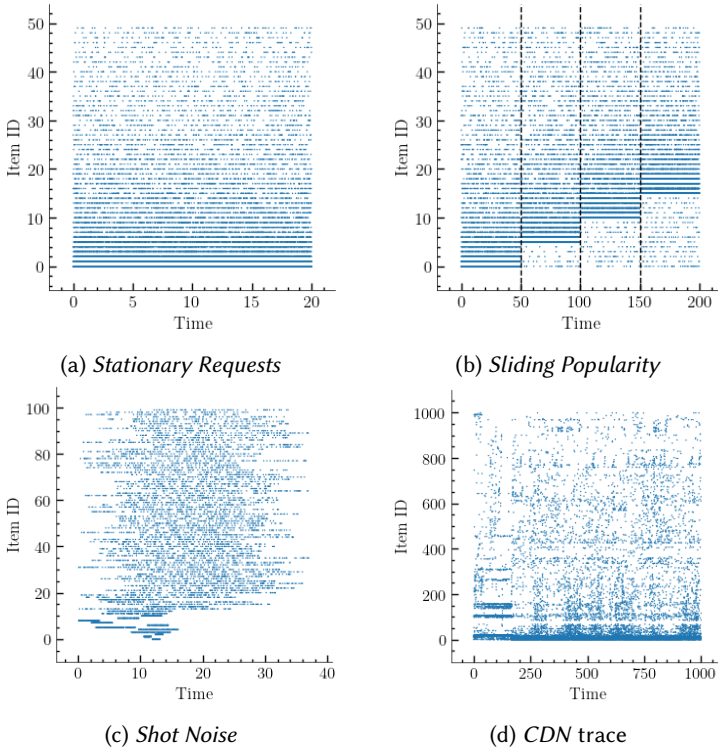 50
40
30
20
10
0
Item ID
0 5 10 15 20
Time
(a) Stationary Requests
50
40
30
20
10
0
Item ID
0 50 100 150 200
Time
(b) Sliding Popularity
100
80
60
40
20
0
Item ID
0 10 20 30 40
Time
(c) Shot Noise
1000
800
600
400
200
0
Item ID
0 250 500 750 1000
Time
(d) CDN trace